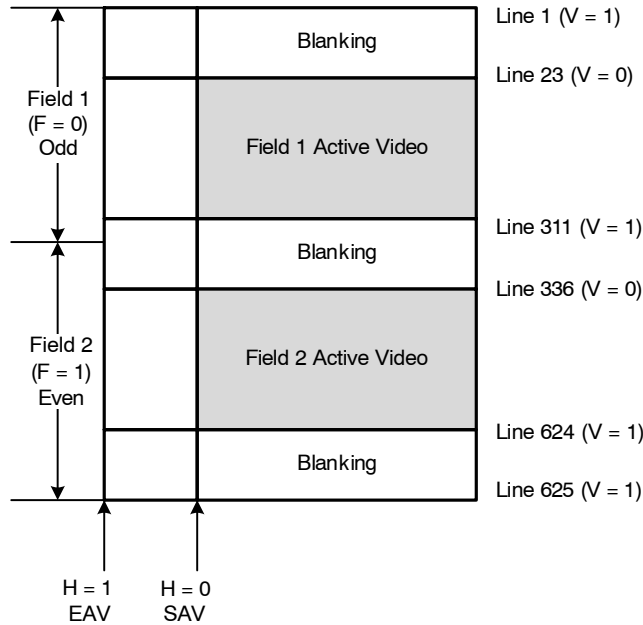 Line 1 (V = 1)
Blanking
Line 23 (V = 0)
Field 1
(F = 0)
Odd
Field 1 Active Video
Line 311 (V = 1)
Blanking
Line 336 (V = 0)
Field 2
(F = 1)
Even
Field 2 Active Video
Line 624 (V = 1)
Blanking
Line 625 (V = 1)
H = 1
EAV
H = 0
SAV